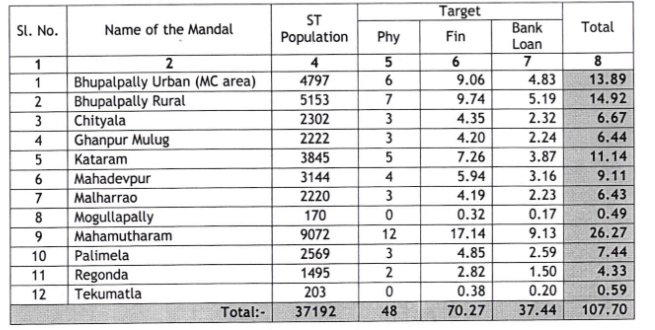 Sl. No. Name of the Mandal ST Population Target Total
Phy Fin Bank Loan
1 2 4 5 6 7 8
1 Bhupalpally Urban (MC area) 4797 6 9.06 4.83 13.89
2 Bhupalpally Rural 5153 7 9.74 5.19 14.92
3 Chityala 2302 3 4.35 2.32 6.67
4 Ghanpur Mulug 2222 3 4.20 2.24 6.44
5 Kataram 3845 5 7.26 3.87 11.14
6 Mahadevpur 3144 4 5.94 3.16 9.11
7 Malharrao 2220 3 4.19 2.23 6.43
8 Mogullapally 170 0 0.32 0.17 0.49
9 Mahamutharam 9072 12 17.14 9.13 26.27
10 Palimela 2569 3 4.85 2.59 7.44
11 Regonda 1495 2 2.82 1.50 4.33
12 Tekumatla 203 0 0.38 0.20 0.59
Total:- 37192 48 70.27 37.44 107.70